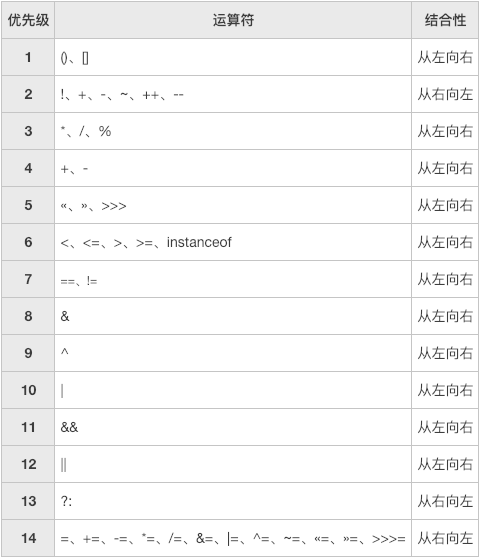 优先级 运算符 结合性
1 ()、[] 从左向右
2 !、+、-、~、++、-- 从右向左
3 *、/、% 从左向右
4 +、- 从左向右
5 «、»、>>> 从左向右
6 <、<=、>、>=、instanceof 从左向右
7 ==、!= 从左向右
8 & 从左向右
9 ^ 从左向右
10 | 从左向右
11 && 从左向右
12 || 从左向右
13 ?: 从右向左
14 =、+=、-=、*=、/=、&=、|=、^=、~=、«=、»=、>>>= 从右向左